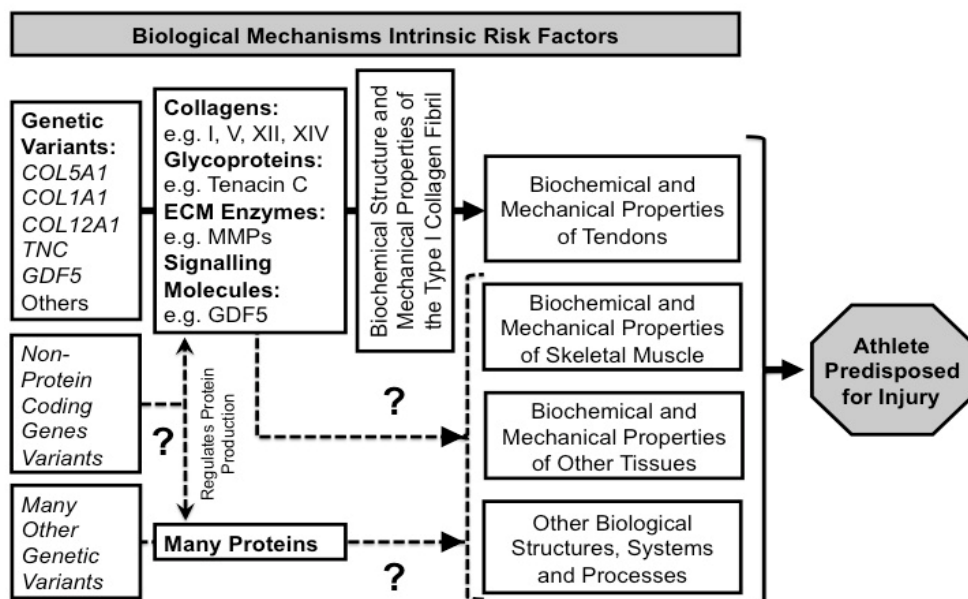 Biological Mechanisms Intrinsic Risk Factors
Genetic
Variants:
COL5A1
COL1A1
COL12A1
TNC
GDF5
Others
Collagens:
e.g. I, V, XII, XIV
Glycoproteins:
e.g. Tenacin C
ECM Enzymes:
e.g. MMPs
Signalling
Molecules:
e.g. GDF5
Biochemical Structure and
Mechanical Properties of
the Type I Collagen Fibril
Biochemical and
Mechanical Properties
of Tendons
Biochemical and
Mechanical Properties
of Skeletal Muscle
Biochemical and
Mechanical Properties
of Other Tissues
Other Biological
Structures, Systems
and Processes
Athlete
Predisposed
for Injury
Non-
Protein
Coding
Genes
Variants
?
Regulates Protein
Production
?
Many
Other
Genetic
Variants
Many Proteins
?